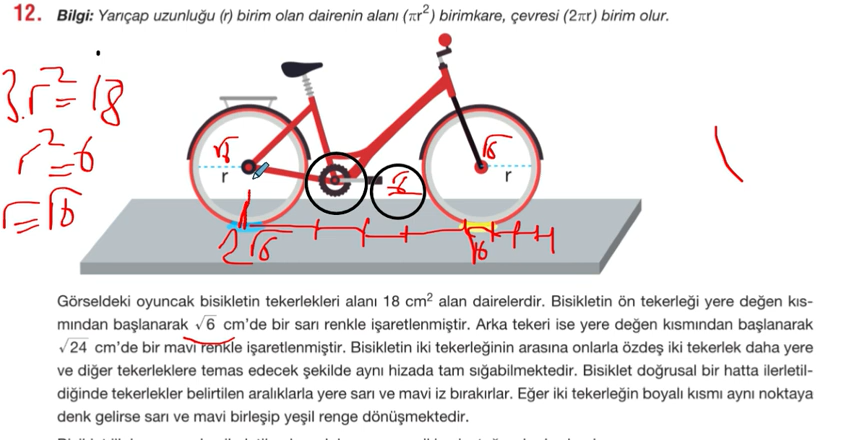 12. Bilgi: Yarıçap uzunluğu (r) birim olan dairenin alanı (πr²) birimkare, çevresi (2πr) birim olur.
3.r² = 18
r² = 6
r = √6
√6
r
√6
r
2√6
√6
Görseldeki oyuncak bisikletin tekerlekleri alanı 18 cm² alan dairelerdir. Bisikletin ön tekerleği yere değen kıs-
mından başlanarak √6 cm'de bir sarı renkle işaretlenmiştir. Arka tekeri ise yere değen kısmından başlanarak
√24 cm'de bir mavi renkle işaretlenmiştir. Bisikletin iki tekerleğinin arasına onlarla özdeş iki tekerlek daha yere
ve diğer tekerleklere temas edecek şekilde aynı hizada tam sığabilmektedir. Bisiklet doğrusal bir hatta ilerletil-
diğinde tekerlekler belirtilen aralıklarla yere sarı ve mavi iz bırakırlar. Eğer iki tekerleğin boyalı kısmı aynı noktaya
denk gelirse sarı ve mavi birleşip yeşil renge dönüşmektedir.